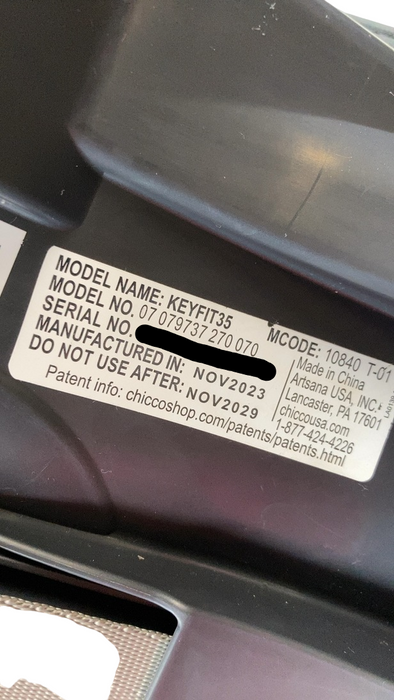 MODEL NAME: KEYFIT35
MODEL NO. 07 079737 270 070
SERIAL NO.
MANUFACTURED IN: NOV2023
DO NOT USE AFTER: NOV2029
Patent info: chiccoshop.com/patents/patents.html
MCODE: 10840 T-01
Made in China
Artsana USA, INC.
Lancaster, PA 17601
chiccousa.com
1-877-424-4226